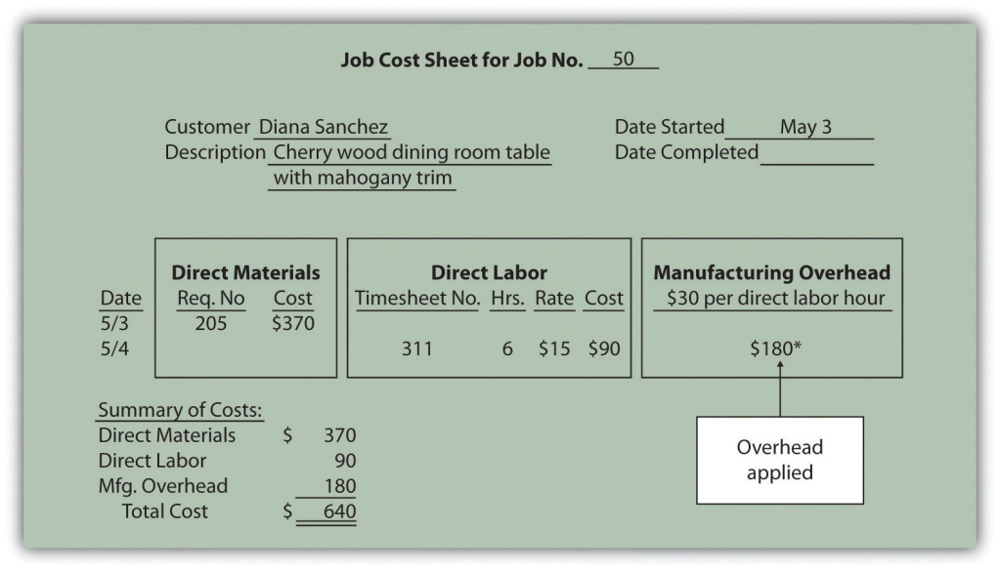 Job Cost Sheet for Job No. 50
Customer Diana Sanchez Date Started May 3
Description Cherry wood dining room table Date Completed
with mahogany trim
Direct Materials Direct Labor Manufacturing Overhead
Date Req. No Cost Timesheet No. Hrs. Rate Cost $30 per direct labor hour
5/3 205 $370
5/4 311 6 $15 $90 $180*
Summary of Costs:
Direct Materials $ 370
Direct Labor 90
Mfg. Overhead 180
Total Cost $ 640
Overhead
applied